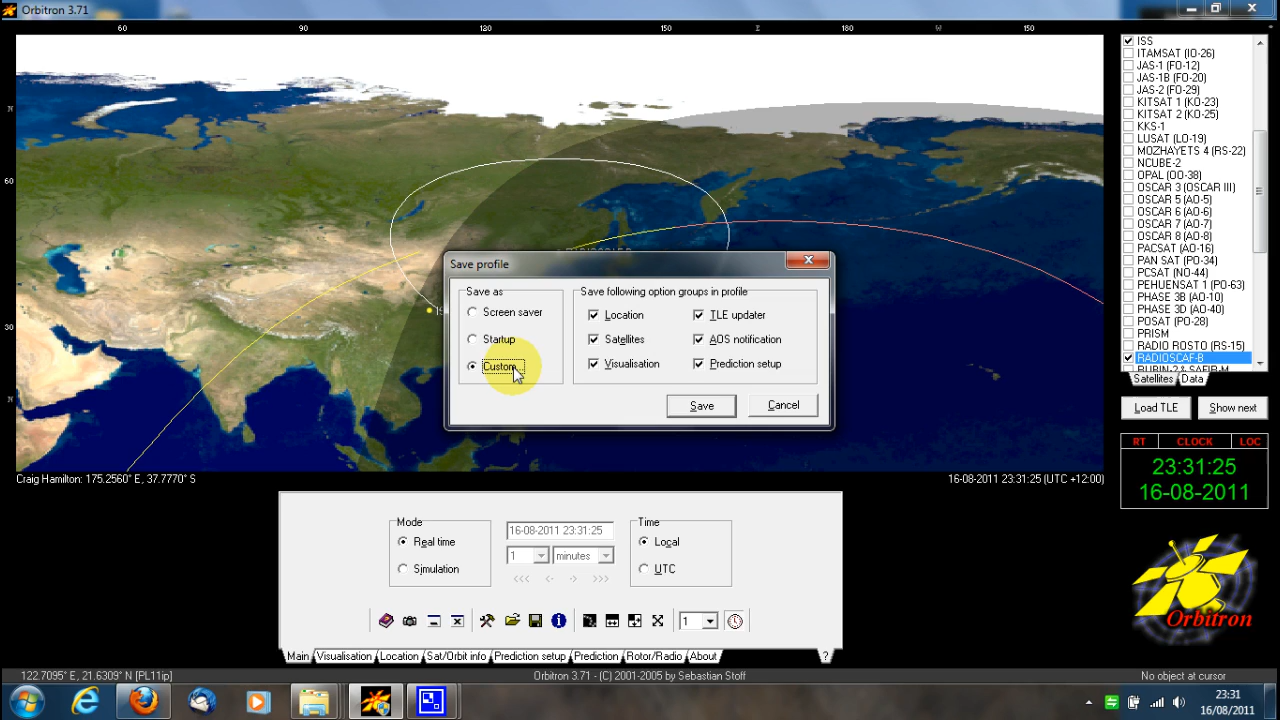 Orbitron 3.71
60 90 120 150 E 180 W 150
N
60
30
N
Save profile
Save as
Screen saver
Startup
Custom
Save following option groups in profile
Location
Satellites
Visualisation
TLE updater
AOS notification
Prediction setup
Save
Cancel
ISS
ITAMSAT (IO-26)
JAS-1 (FO-12)
JAS-1B (FO-20)
JAS-2 (FO-29)
KITSAT 1 (KO-23)
KITSAT 2 (KO-25)
KKS-1
LUSAT (LO-19)
MOZHAYETS 4 (RS-22)
NCUBE-2
OPAL (OO-38)
OSCAR 3 (OSCAR III)
OSCAR 5 (AO-5)
OSCAR 6 (AO-6)
OSCAR 7 (AO-7)
OSCAR 8 (AO-8)
PACSAT (AO-16)
PAN SAT (PO-34)
PCSAT (NO-44)
PEHUENSAT 1 (PO-63)
PHASE 3B (AO-10)
PHASE 3D (AO-40)
POSAT (PO-28)
PRISM
RADIO ROSTO (RS-15)
RADIOSCAF-B
RUBIN-2 & SAFIR-M
Satellites Data
Load TLE Show next
RT CLOCK LOC
23:31:25
16-08-2011
Orbitron
Craig Hamilton: 175.2560° E, 37.7770° S
16-08-2011 23:31:25 (UTC +12:00)
Mode
Real time
Simulation
16-08-2011 23:31:25
1 minutes
<<< <- -> >>>
Time
Local
UTC
1
Main Visualisation Location Sat/Orbit info Prediction setup Prediction Rotor/Radio About ?
122.7095° E, 21.6309° N [PL11ip]
Orbitron 3.71 - (C) 2001-2005 by Sebastian Stoff
No object at cursor
23:31
16/08/2011